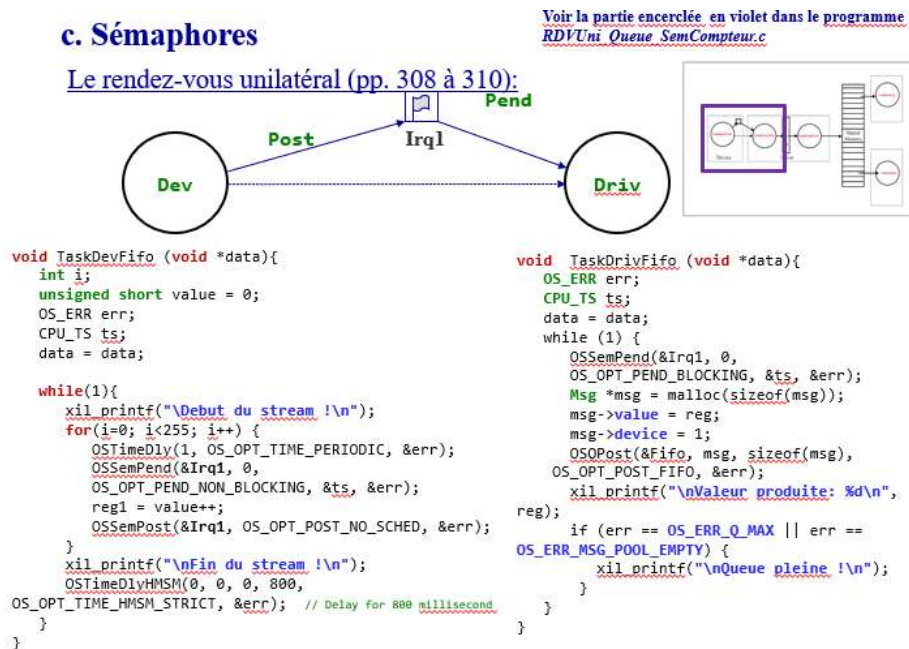 c. Sémaphores
Voir la partie encerclée en violet dans le programme
RDVUni_Queue_SemCompteur.c
Le rendez-vous unilatéral (pp. 308 à 310):
Post
Pend
Irq1
Dev
Driv
void TaskDevFifo (void *data){
int i;
unsigned short value = 0;
OS_ERR err;
CPU_TS ts;
data = data;
while(1){
xil_printf("\Debut du stream !\n");
for(i=0; i<255; i++) {
OSTimeDly(1, OS_OPT_TIME_PERIODIC, &err);
OSSemPend(&Irq1, 0,
OS_OPT_PEND_NON_BLOCKING, &ts, &err);
reg1 = value++;
OSSemPost(&Irq1, OS_OPT_POST_NO_SCHED, &err);
}
xil_printf("\nFin du stream !\n");
OSTimeDlyHMSM(0, 0, 0, 800,
OS_OPT_TIME_HMSM_STRICT, &err); // Delay for 800 millisecond
}
}
void TaskDrivFifo (void *data){
OS_ERR err;
CPU_TS ts;
data = data;
while (1) {
OSSemPend(&Irq1, 0,
OS_OPT_PEND_BLOCKING, &ts, &err);
Msg *msg = malloc(sizeof(msg));
msg->value = reg;
msg->device = 1;
OSQPost(&Fifo, msg, sizeof(msg),
OS_OPT_POST_FIFO, &err);
xil_printf("\nValeur produite: %d\n",
reg);
if (err == OS_ERR_Q_MAX || err ==
OS_ERR_MSG_POOL_EMPTY) {
xil_printf("\nQueue pleine !\n");
}
}
}